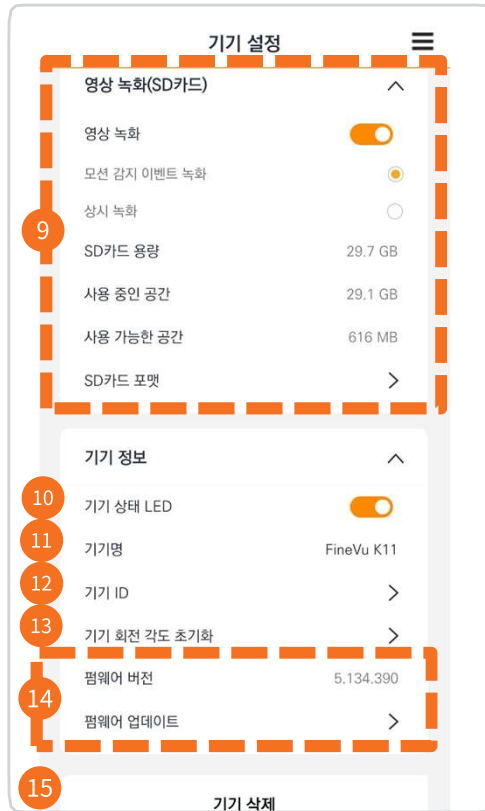 기기 설정
영상 녹화(SD카드)
영상 녹화
모션 감지 이벤트 녹화
상시 녹화
9
SD카드 용량 29.7 GB
사용 중인 공간 29.1 GB
사용 가능한 공간 616 MB
SD카드 포맷
기기 정보
10 기기 상태 LED
11 기기명 FineVu K11
12 기기 ID
13 기기 회전 각도 초기화
펌웨어 버전 5.134.390
14
펌웨어 업데이트
15 기기 삭제